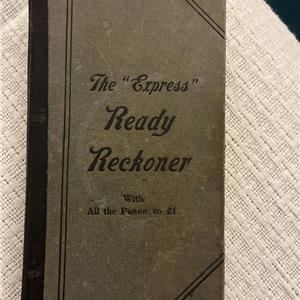 The "Express"
Ready
Reckoner
With
All the Pence to £1